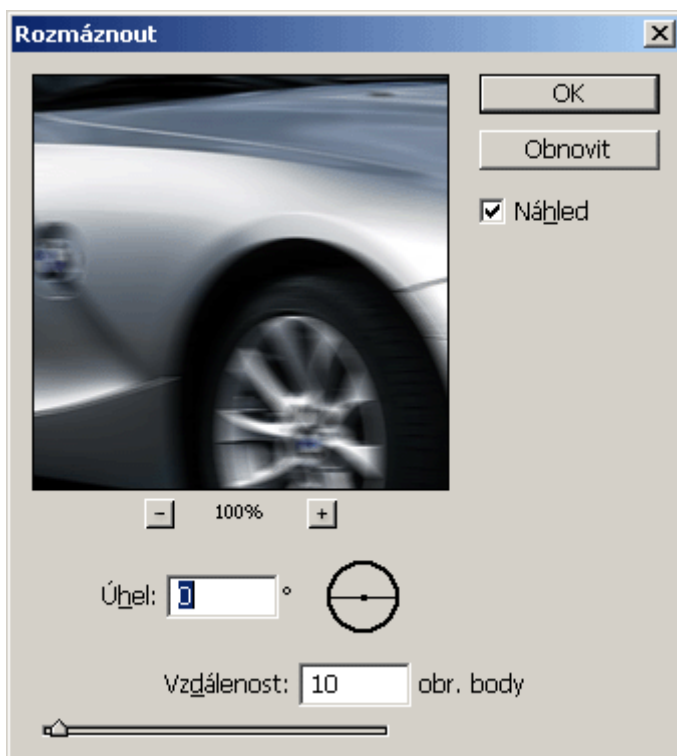 Rozmáznout
OK
Obnovit
Náhled
- 100% +
Úhel: 0 °
Vzdálenost: 10 obr. body